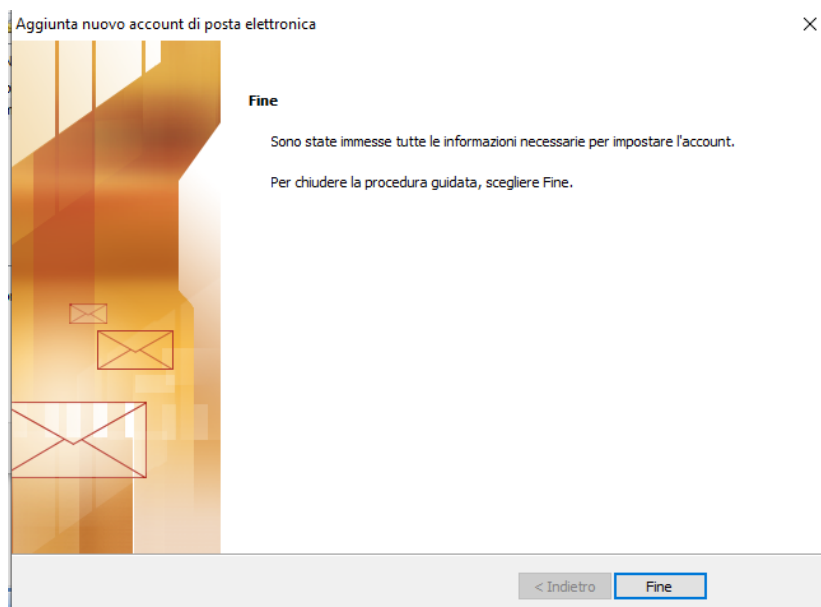 Aggiunta nuovo account di posta elettronica
Fine
Sono state immesse tutte le informazioni necessarie per impostare l'account.
Per chiudere la procedura guidata, scegliere Fine.
< Indietro
Fine